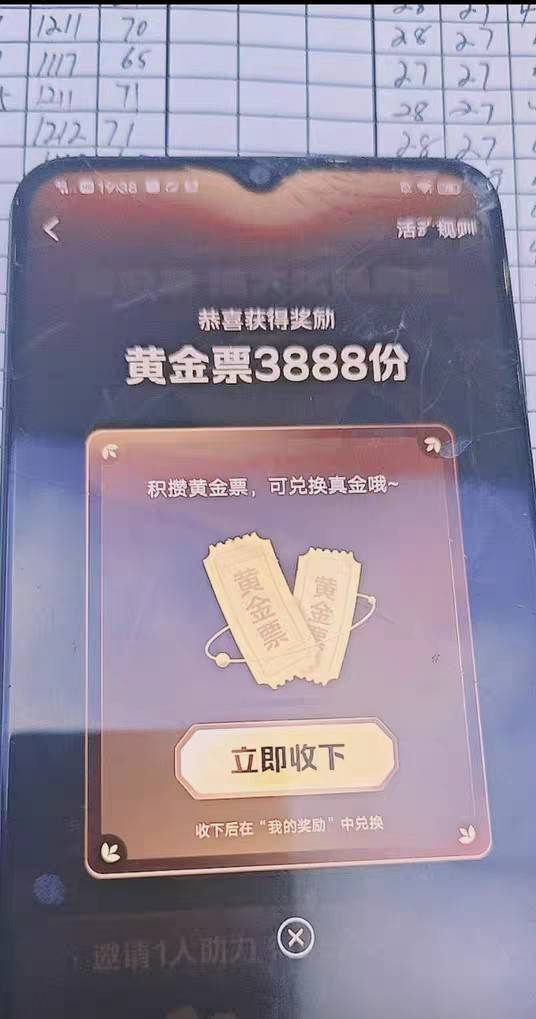 1211 70
28 27
1117 65
27 27
1211 71
28 27
1212 71
28 27
19:38
恭喜获得奖励
黄金票3888份
积攒黄金票，可兑换真金哦~
黄金票
黄金票
立即收下
收下后在“我的奖励”中兑换
邀请1人助力